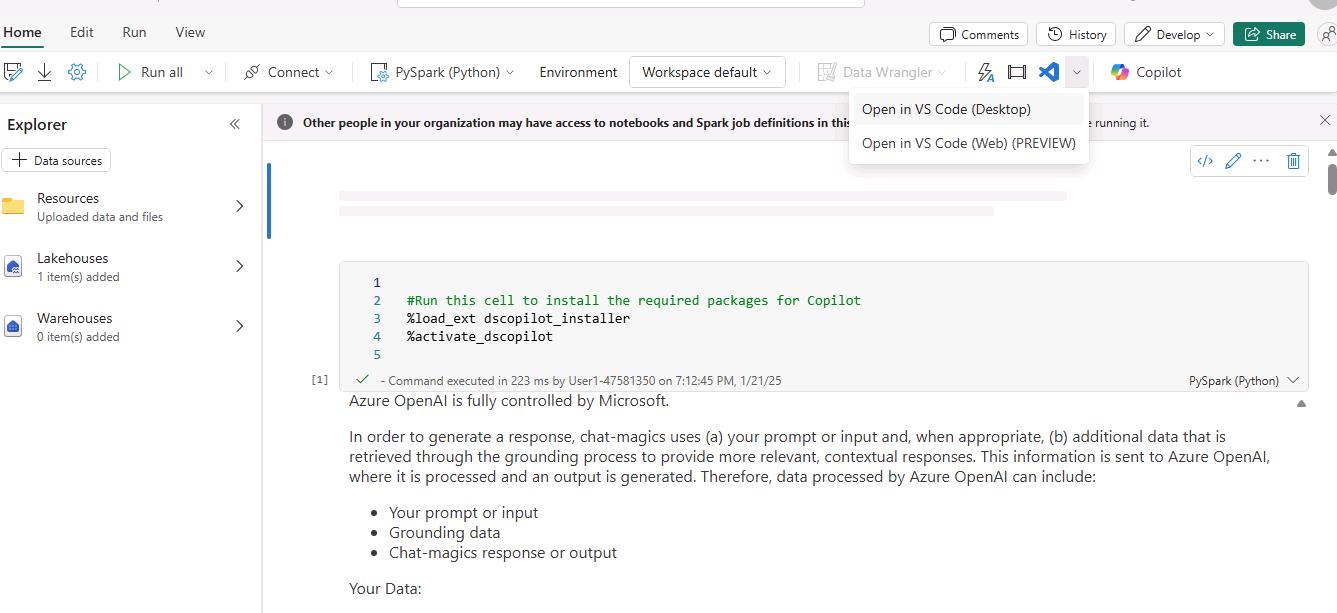 Home Edit Run View Comments History Develop Share
Run all Connect PySpark (Python) Environment Workspace default Data Wrangler Copilot
Open in VS Code (Desktop)
Open in VS Code (Web) (PREVIEW)
Explorer
Data sources
Resources
Uploaded data and files
Lakehouses
1 item(s) added
Warehouses
0 item(s) added
Other people in your organization may have access to notebooks and Spark job definitions in this running it.
1
2 #Run this cell to install the required packages for Copilot
3 %load_ext dscopilot_installer
4 %activate_dscopilot
5
[1] - Command executed in 223 ms by User1-47581350 on 7:12:45 PM, 1/21/25 PySpark (Python)
Azure OpenAI is fully controlled by Microsoft.
In order to generate a response, chat-magics uses (a) your prompt or input and, when appropriate, (b) additional data that is
retrieved through the grounding process to provide more relevant, contextual responses. This information is sent to Azure OpenAI,
where it is processed and an output is generated. Therefore, data processed by Azure OpenAI can include:
• Your prompt or input
• Grounding data
• Chat-magics response or output
Your Data: